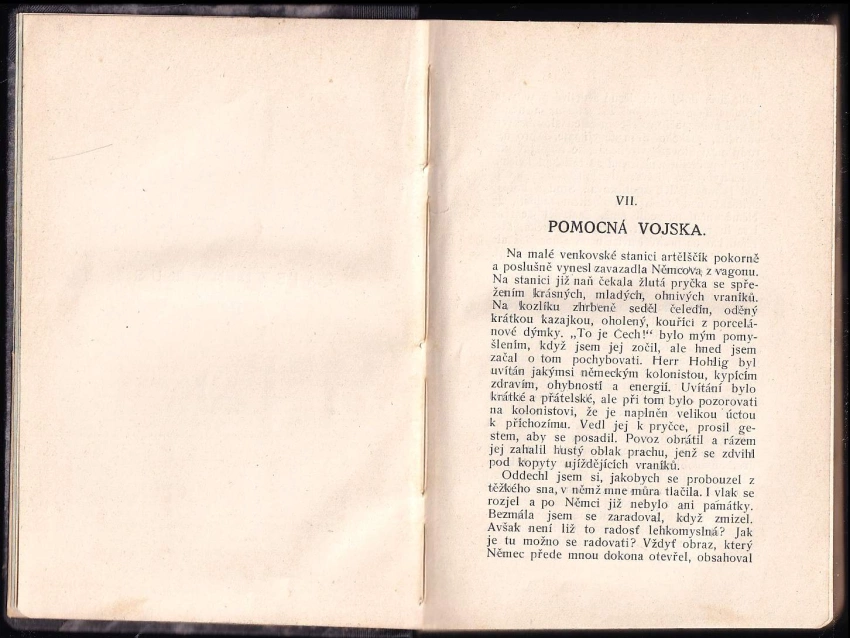 VII.
POMOCNÁ VOJSKA.
Na malé venkovské stanici artělščík pokorně
a poslušně vynesl zavazadla Němcova z vagonu.
Na stanici již naň čekala žlutá pryčka se spře-
žením krásných, mladých, ohnivých vraníků.
Na kozlíku zhrbeně seděl čeledín, oděný
krátkou kazajkou, oholený, kouřící z porcelá-
nové dýmky. „To je Čech!“ bylo mým pomy-
šlením, když jsem jej zočil, ale hned jsem
začal o tom pochybovati. Herr Hohlig byl
uvítán jakýmsi německým kolonistou, kypícím
zdravím, ohybností a energií. Uvítání bylo
krátké a přátelské, ale při tom bylo pozorovati
na kolonistovi, že je naplněn velikou úctou
k příchozímu. Vedl jej k pryčce, prosil ge-
stem, aby se posadil. Povoz obrátil a rázem
jej zahalil hustý oblak prachu, jenž se zdvihl
pod kopyty ujíždějících vraníků.
Oddechl jsem si, jakobych se probouzel z
těžkého sna, v němž mne můra tlačila. I vlak se
rozjel a po Němci již nebylo ani památky.
Bezmála jsem se zaradoval, když zmizel.
Avšak není liž to radosť lehkomyslná? Jak
je tu možno se radovati? Vždyť obraz, který
Němec přede mnou dokona otevřel, obsahoval